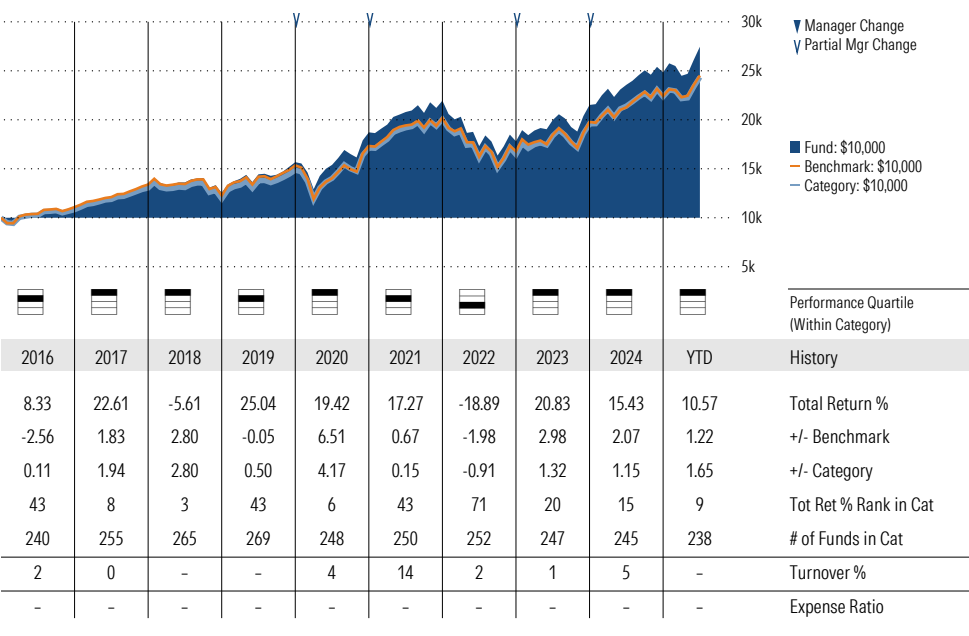 30k
25k
20k
15k
10k
5k
Manager Change
Partial Mgr Change
Fund: $10,000
Benchmark: $10,000
Category: $10,000
Performance Quartile
(Within Category)
2016 2017 2018 2019 2020 2021 2022 2023 2024 YTD History
8.33 22.61 -5.61 25.04 19.42 17.27 -18.89 20.83 15.43 10.57 Total Return %
-2.56 1.83 2.80 -0.05 6.51 0.67 -1.98 2.98 2.07 1.22 +/- Benchmark
0.11 1.94 2.80 0.50 4.17 0.15 -0.91 1.32 1.15 1.65 +/- Category
43 8 3 43 6 43 71 20 15 9 Tot Ret % Rank in Cat
240 255 265 269 248 250 252 247 245 238 # of Funds in Cat
2 0 – – 4 14 2 1 5 – Turnover %
– – – – – – – – – – Expense Ratio